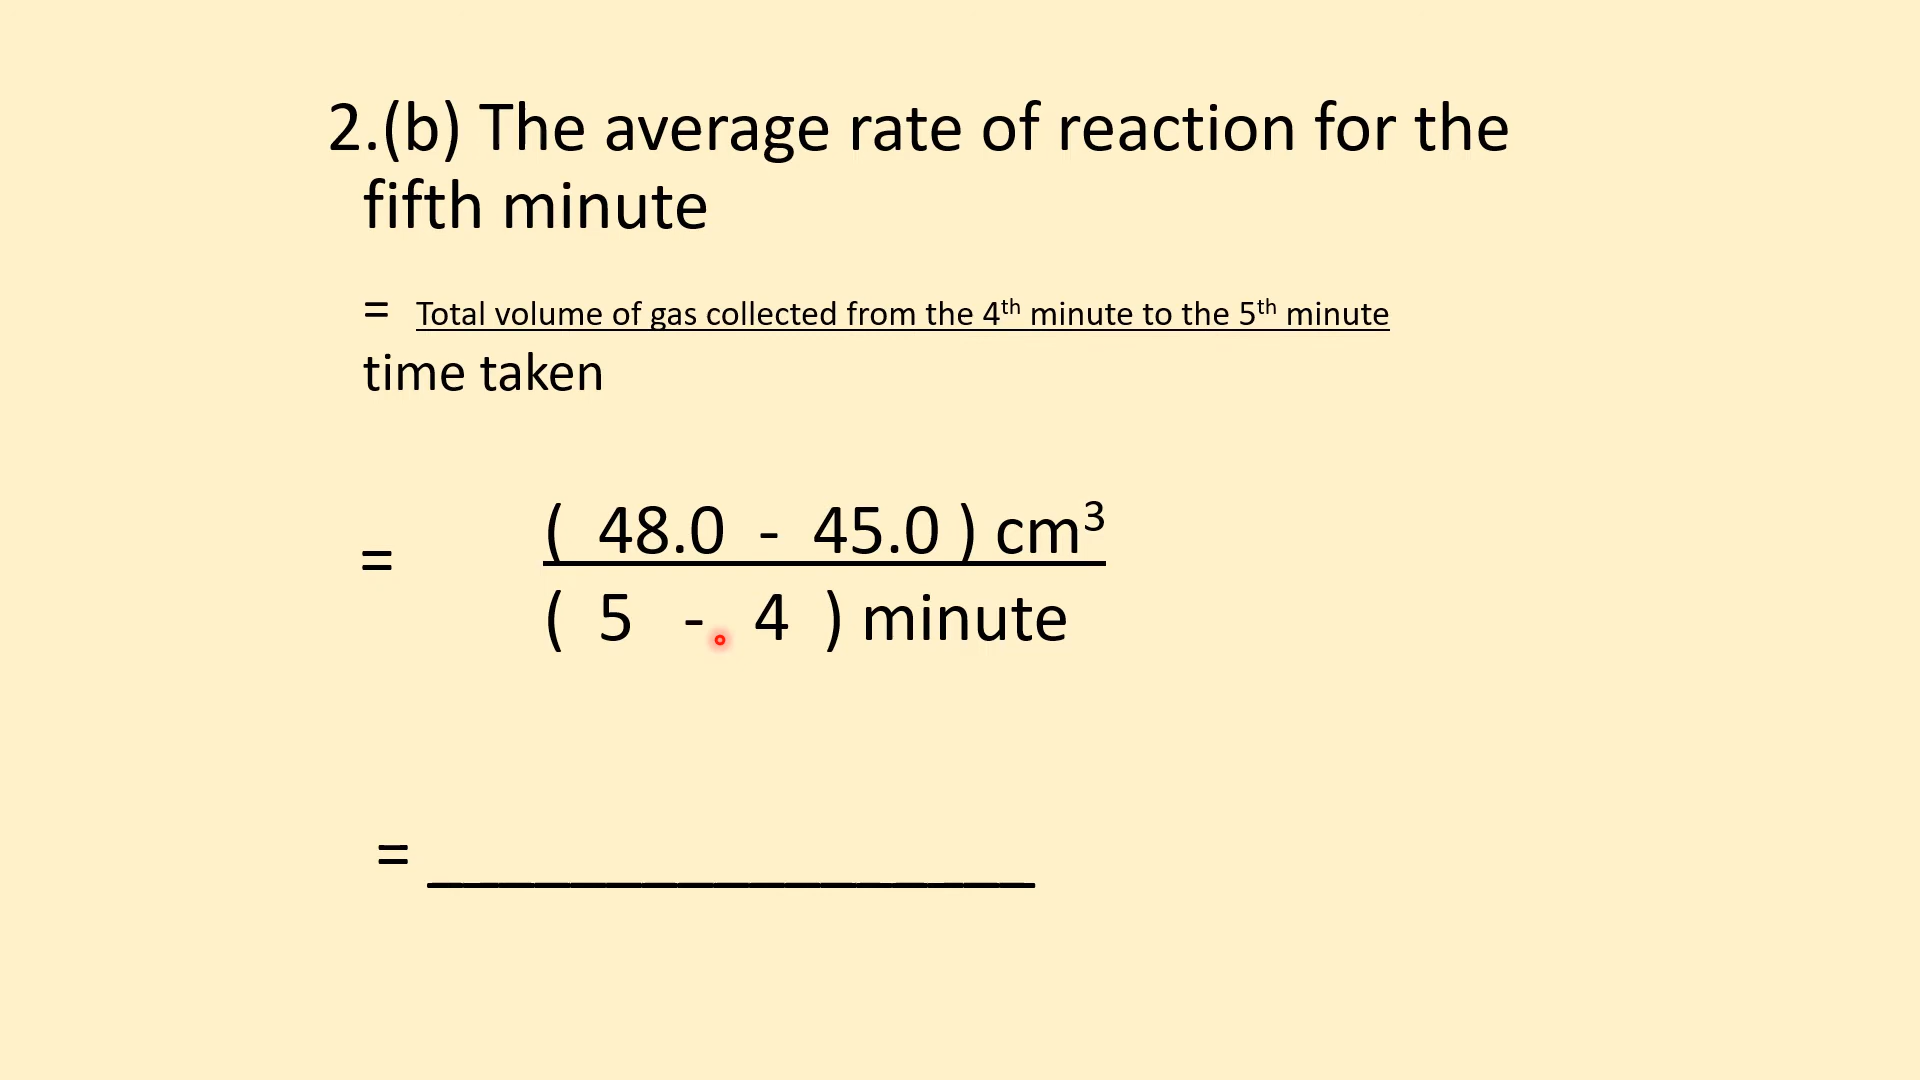 2.(b) The average rate of reaction for the
fifth minute
= Total volume of gas collected from the 4th minute to the 5th minute
time taken
= ( 48.0 - 45.0 ) cm³
( 5 - 4 ) minute
= _________________